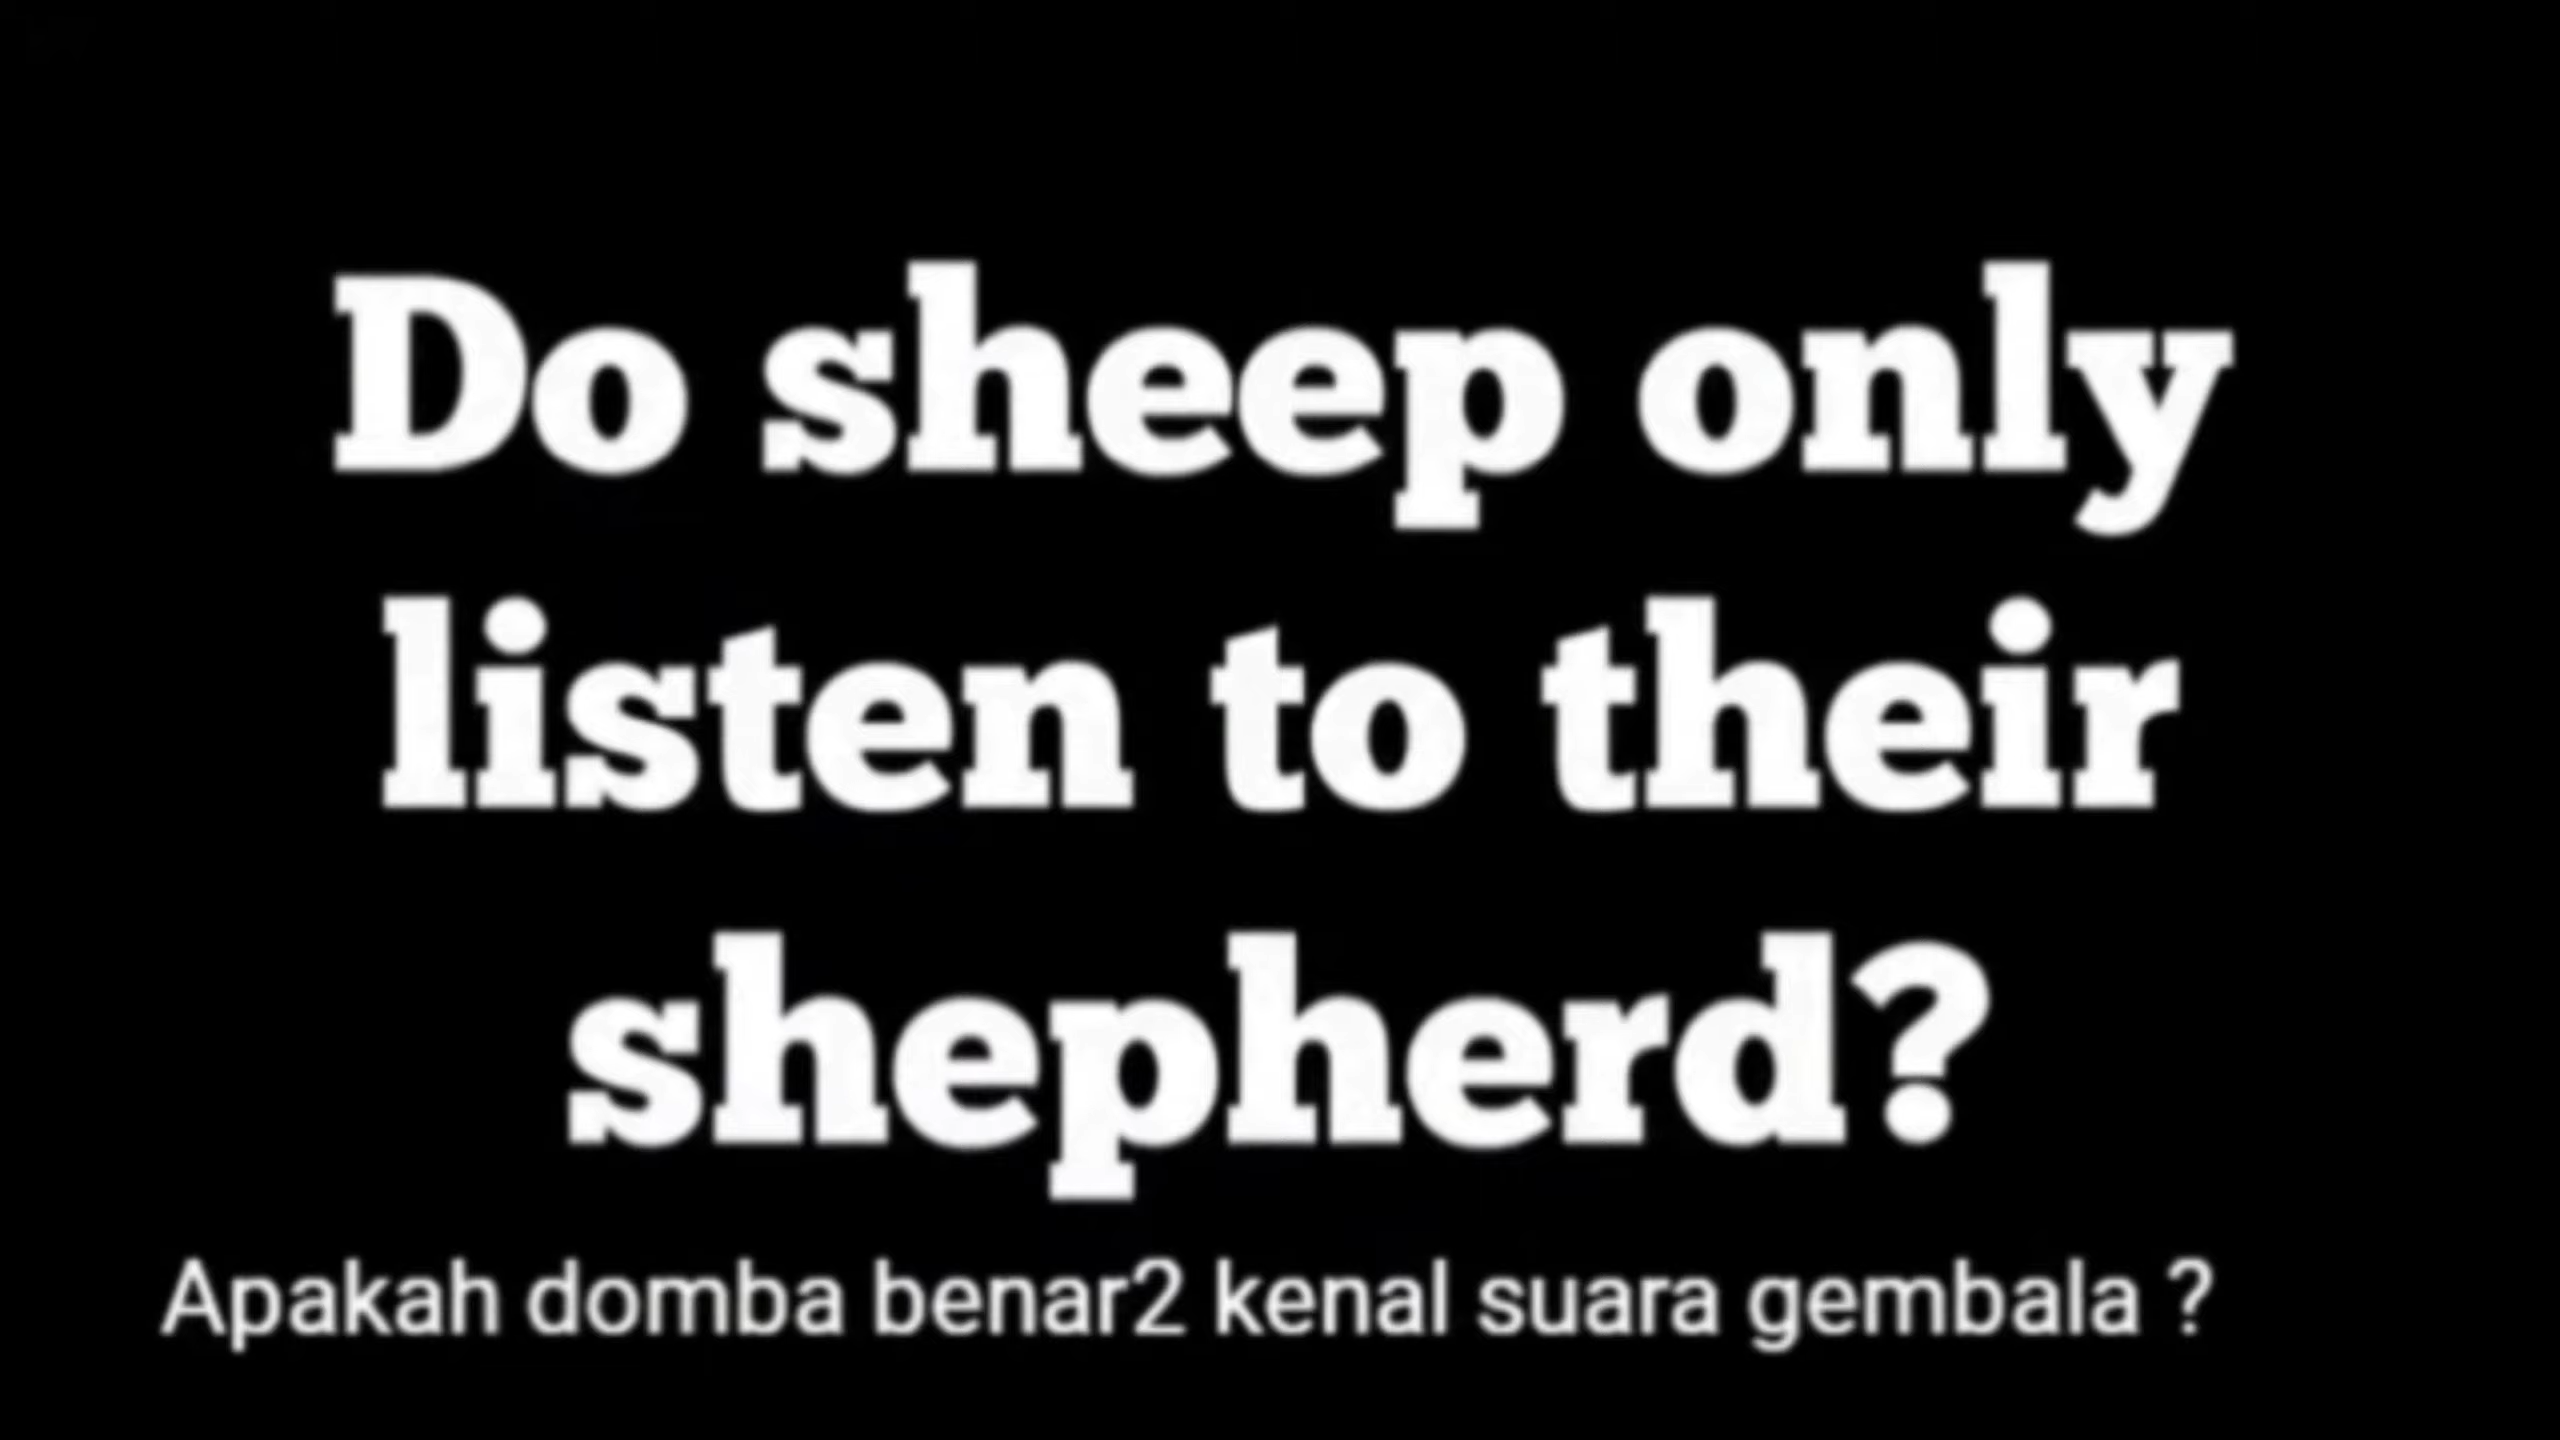 Do sheep only
listen to their
shepherd?
Apakah domba benar2 kenal suara gembala ?